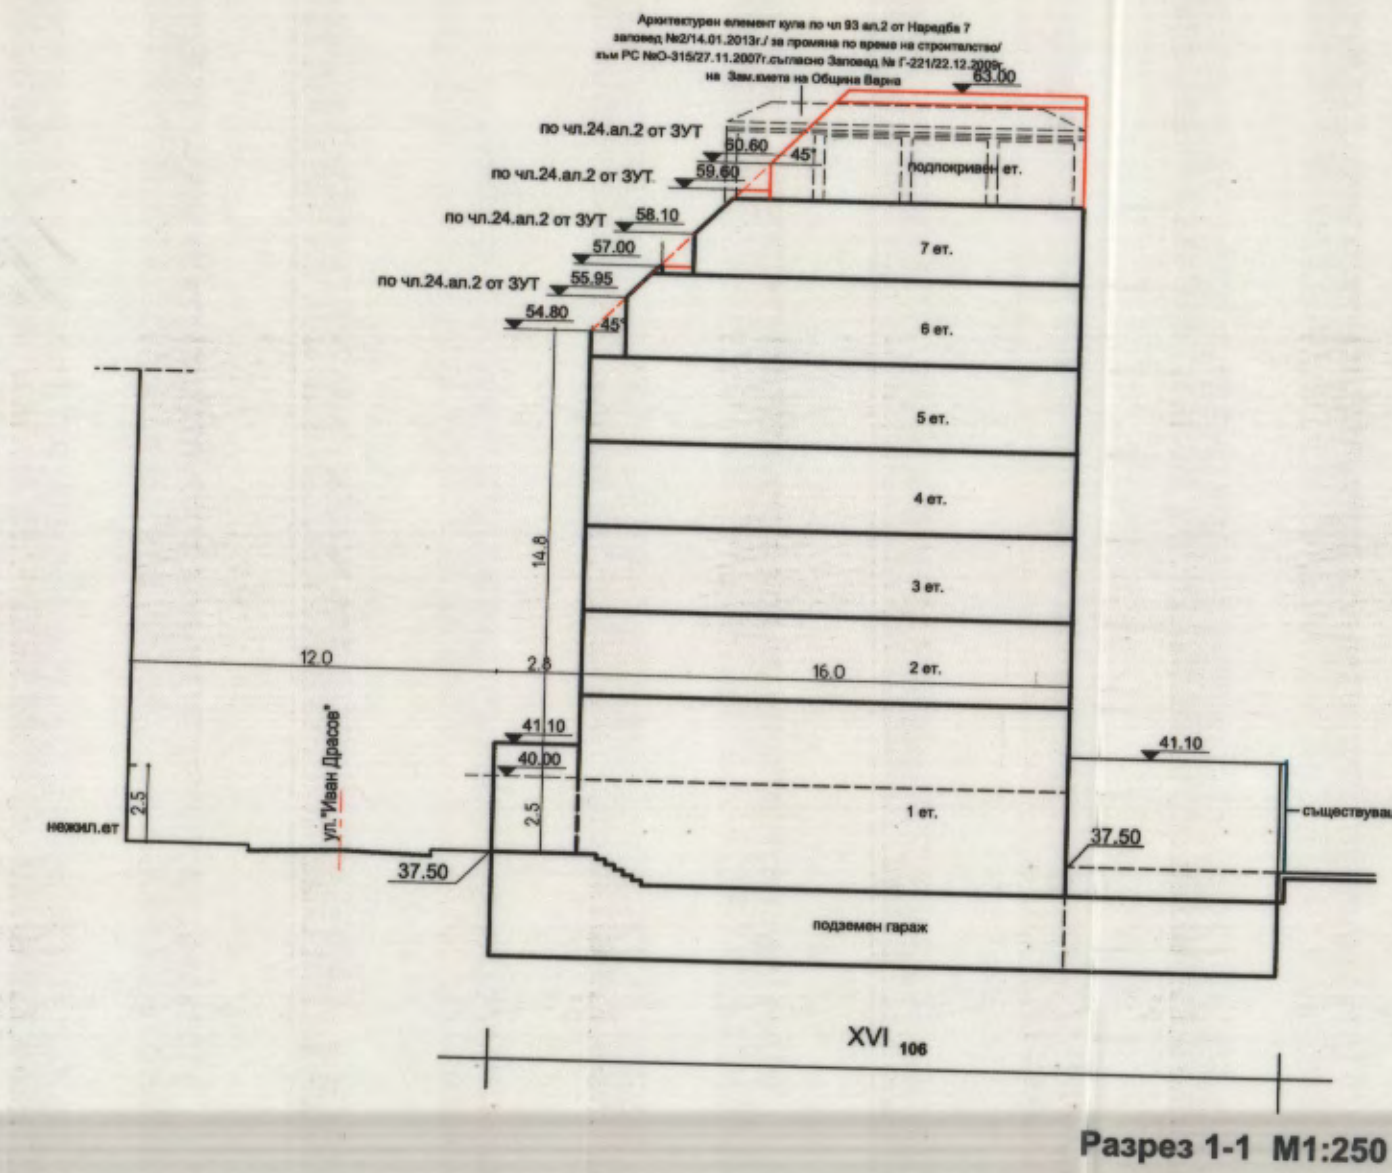 Архитектурен елемент кула по чл 93 ал.2 от Наредба 7
заповед №2/14.01.2013г./ за промяна по време на строителство/
към РС №О-315/27.11.2007г.съгласно Заповед № Г-221/22.12.2009г.
на Зам.кмета на Община Варна
63.00
по чл.24.ал.2 от ЗУТ
60.60
45°
по чл.24.ал.2 от ЗУТ.
59.60
подпокривен ет.
по чл.24.ал.2 от ЗУТ
58.10
57.00
7 ет.
по чл.24.ал.2 от ЗУТ
55.95
54.80
45°
6 ет.
5 ет.
4 ет.
14.8
3 ет.
12.0
2.8
16.0
2 ет.
41.10
41.10
ул."Иван Драсов"
40.00
2.5
2.5
1 ет.
съществуващ
нежил.ет
37.50
37.50
подземен гараж
XVI 106
Разрез 1-1 М1:250